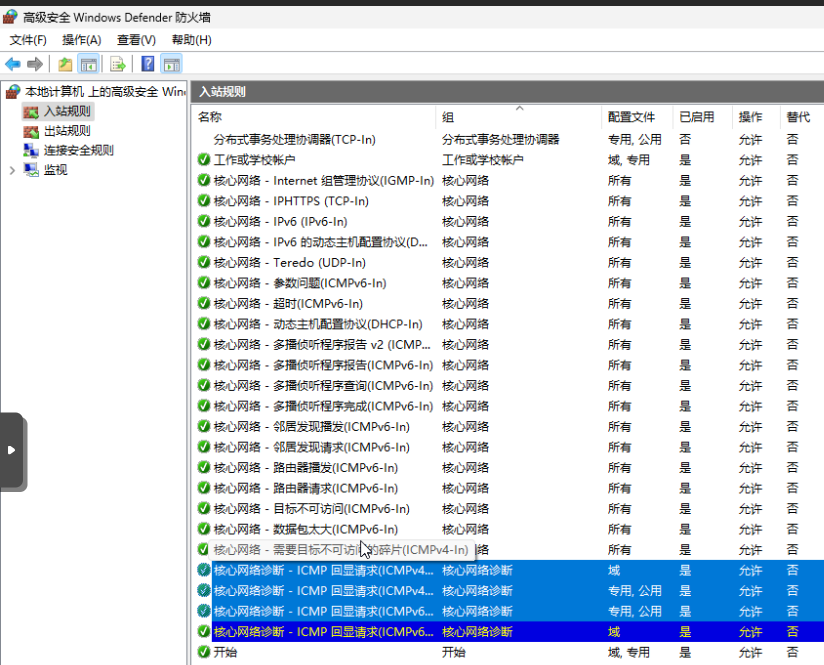 高级安全 Windows Defender 防火墙
文件(F) 操作(A) 查看(V) 帮助(H)
本地计算机 上的高级安全 Win
入站规则
出站规则
连接安全规则
监视
入站规则
名称 组 配置文件 已启用 操作 替代
分布式事务处理协调器(TCP-In) 分布式事务处理协调器 专用, 公用 否 允许 否
工作或学校帐户 工作或学校帐户 域, 专用 是 允许 否
核心网络 - Internet 组管理协议(IGMP-In) 核心网络 所有 是 允许 否
核心网络 - IPHTTPS (TCP-In) 核心网络 所有 是 允许 否
核心网络 - IPv6 (IPv6-In) 核心网络 所有 是 允许 否
核心网络 - IPv6 的动态主机配置协议(D... 核心网络 所有 是 允许 否
核心网络 - Teredo (UDP-In) 核心网络 所有 是 允许 否
核心网络 - 参数问题(ICMPv6-In) 核心网络 所有 是 允许 否
核心网络 - 超时(ICMPv6-In) 核心网络 所有 是 允许 否
核心网络 - 动态主机配置协议(DHCP-In) 核心网络 所有 是 允许 否
核心网络 - 多播侦听程序报告 v2 (ICMP... 核心网络 所有 是 允许 否
核心网络 - 多播侦听程序报告(ICMPv6-In) 核心网络 所有 是 允许 否
核心网络 - 多播侦听程序查询(ICMPv6-In) 核心网络 所有 是 允许 否
核心网络 - 多播侦听程序完成(ICMPv6-In) 核心网络 所有 是 允许 否
核心网络 - 邻居发现播发(ICMPv6-In) 核心网络 所有 是 允许 否
核心网络 - 邻居发现请求(ICMPv6-In) 核心网络 所有 是 允许 否
核心网络 - 路由器播发(ICMPv6-In) 核心网络 所有 是 允许 否
核心网络 - 路由器请求(ICMPv6-In) 核心网络 所有 是 允许 否
核心网络 - 目标不可访问(ICMPv6-In) 核心网络 所有 是 允许 否
核心网络 - 数据包太大(ICMPv6-In) 核心网络 所有 是 允许 否
核心网络 - 需要目标不可访问的碎片(ICMPv4-In) 络 所有 是 允许 否
核心网络诊断 - ICMP 回显请求(ICMPv4... 核心网络诊断 域 是 允许 否
核心网络诊断 - ICMP 回显请求(ICMPv4... 核心网络诊断 专用, 公用 是 允许 否
核心网络诊断 - ICMP 回显请求(ICMPv6... 核心网络诊断 专用, 公用 是 允许 否
核心网络诊断 - ICMP 回显请求(ICMPv6... 核心网络诊断 域 是 允许 否
开始 开始 域, 专用 是 允许 否